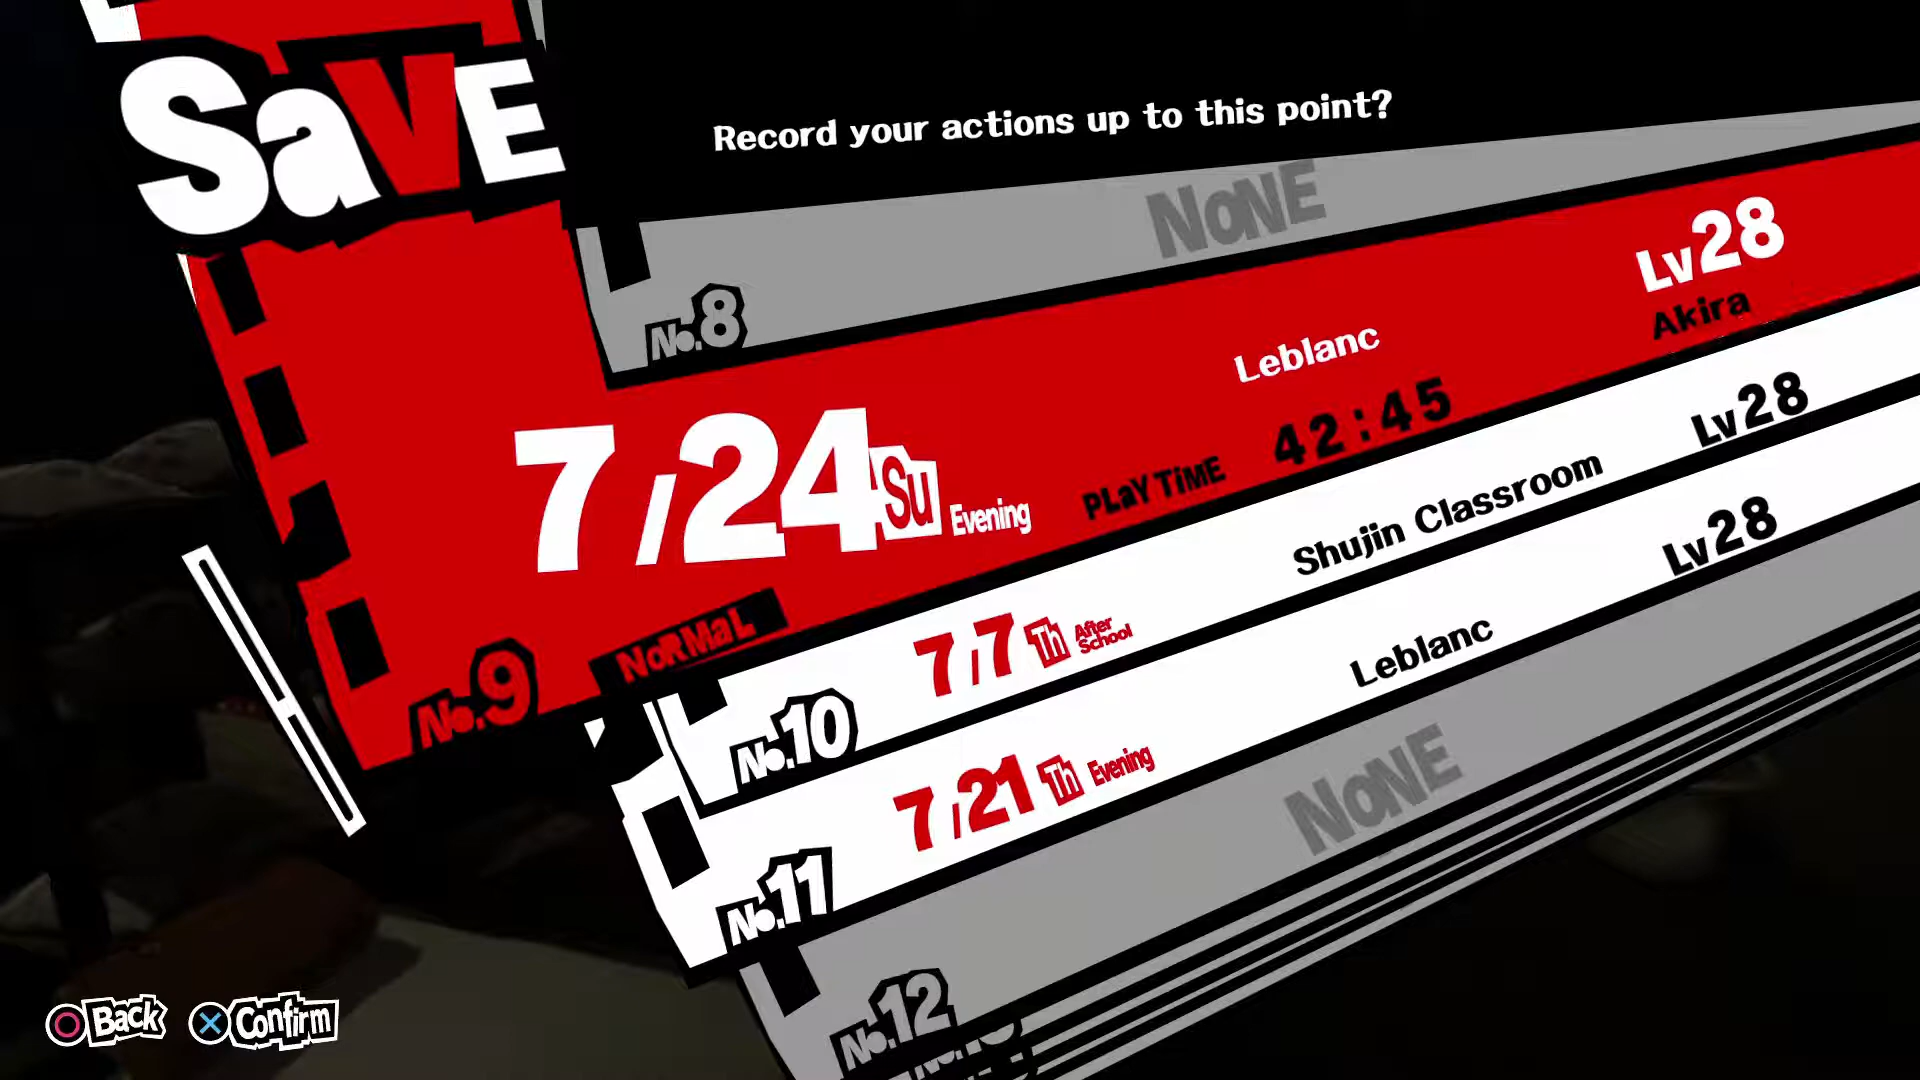 SaVE
Record your actions up to this point?
NoNE
No.8
Lv28
Akira
Leblanc
7/24 Su Evening
PLaY TiME 42:45
NoRMaL
No.9
Lv28
Shujin Classroom
7/7 Th After School
No.10
Lv28
Leblanc
7/21 Th Evening
No.11
NoNE
No.12
Back Confirm